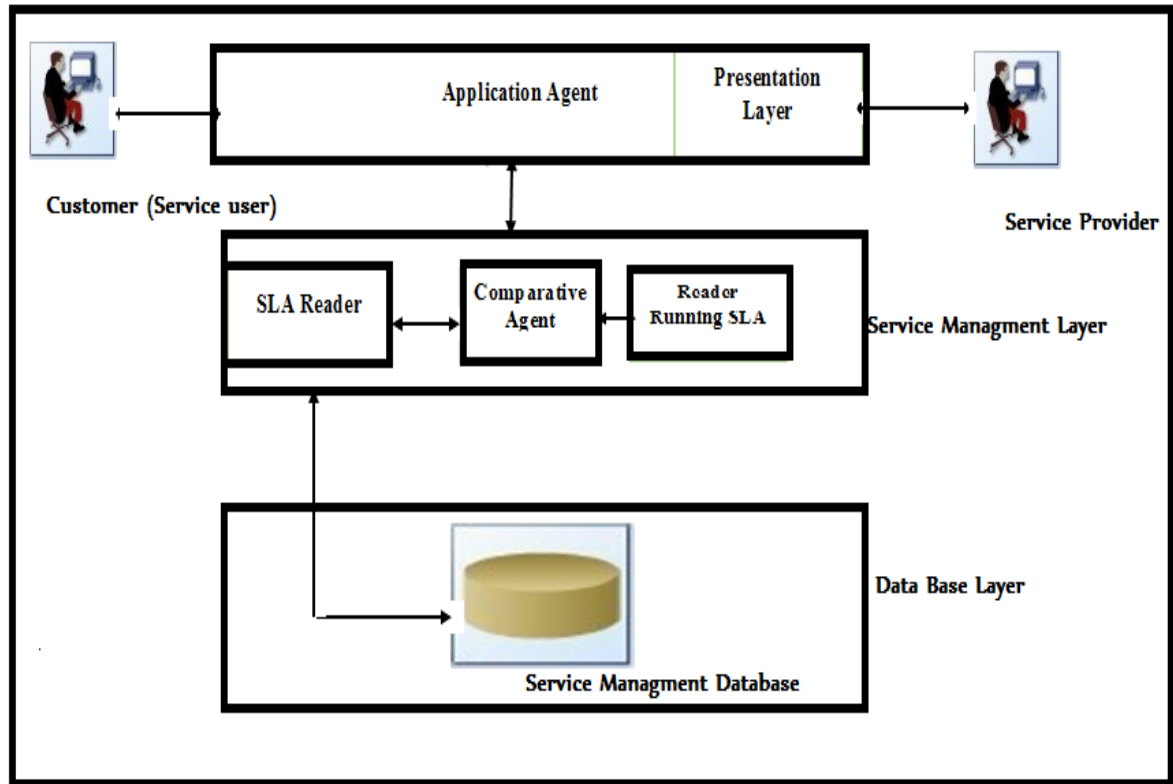 Application Agent
Presentation
Layer
Customer (Service user)
Service Provider
SLA Reader
Comparative
Agent
Reader
Running SLA
Service Managment Layer
Data Base Layer
Service Managment Database